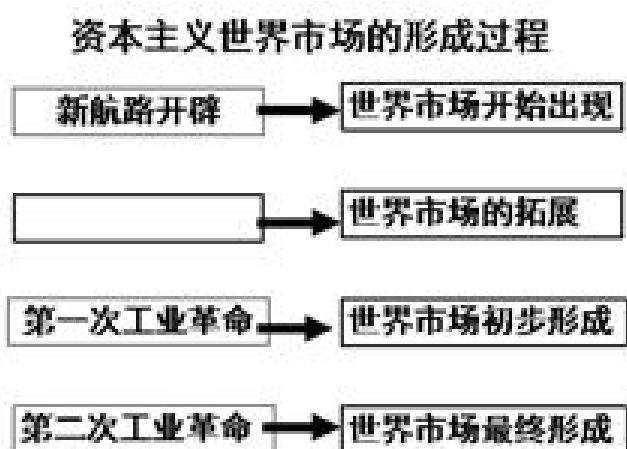 资本主义世界市场的形成过程
新航路开辟 世界市场开始出现
世界市场的拓展
第一次工业革命 世界市场初步形成
第二次工业革命 世界市场最终形成